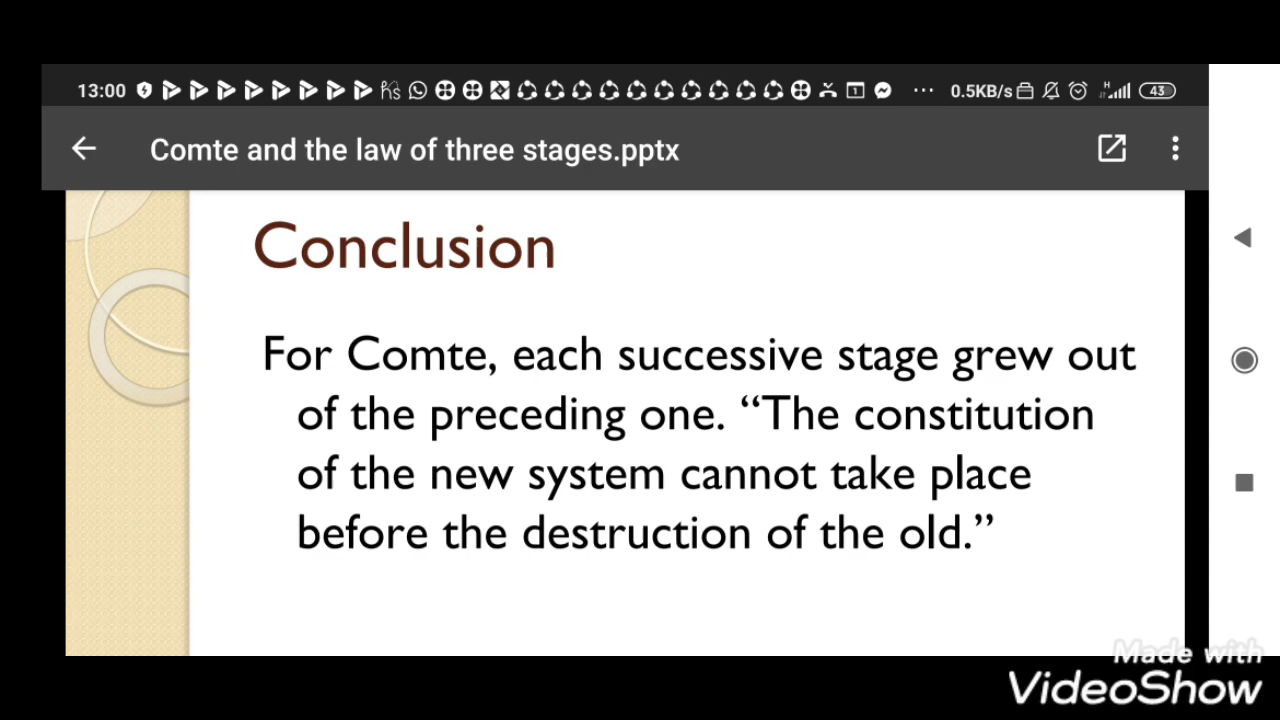 13:00 0.5KB/s H 43
Comte and the law of three stages.pptx
Conclusion
For Comte, each successive stage grew out
of the preceding one. “The constitution
of the new system cannot take place
before the destruction of the old.”
Made with
VideoShow